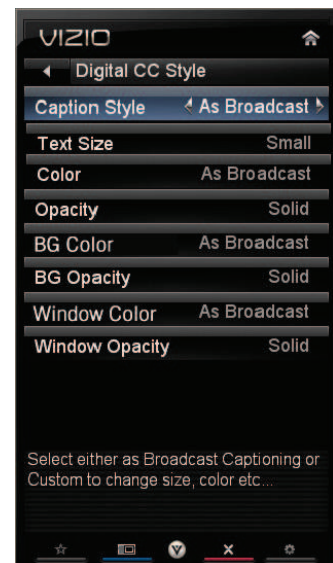 VIZIO
Digital CC Style
Caption Style As Broadcast
Text Size Small
Color As Broadcast
Opacity Solid
BG Color As Broadcast
BG Opacity Solid
Window Color As Broadcast
Window Opacity Solid
Select either as Broadcast Captioning or
Custom to change size, color etc...
V